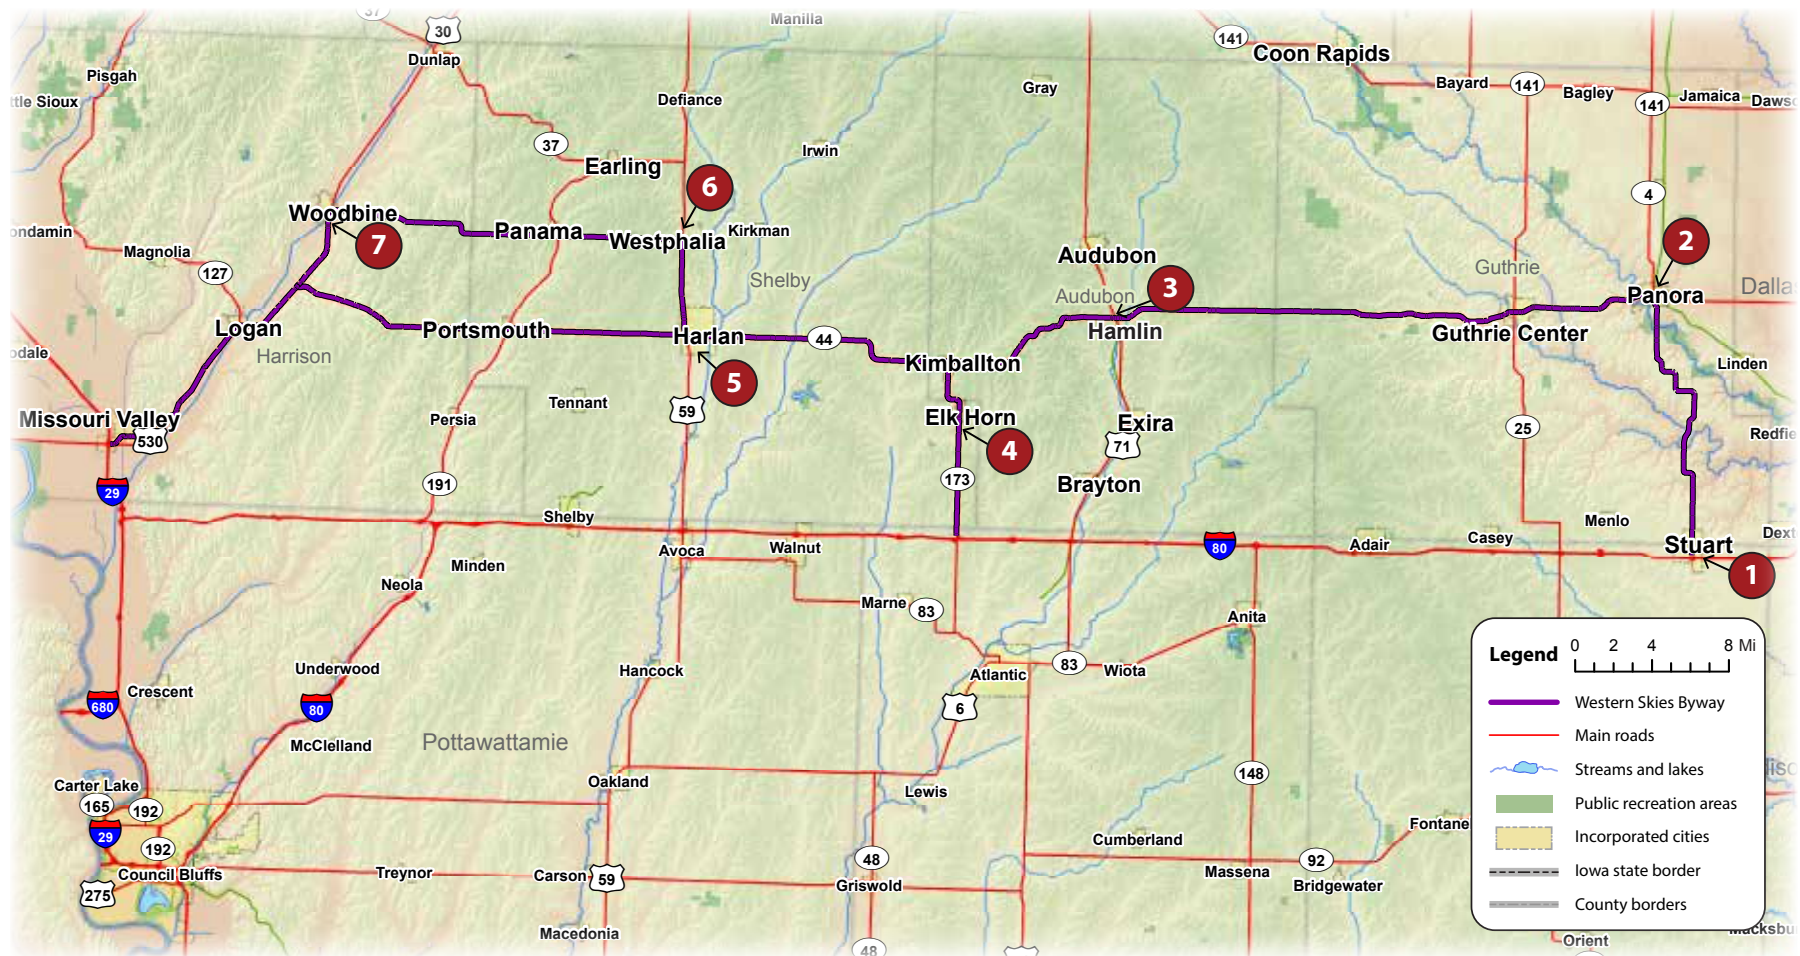 37
30
Manilla
141
Coon Rapids
Dunlap
Pisgah
ttle Sioux
Defiance
Gray
Bayard
141
Bagley
141
Jamaica
Daws
37
Irwin
Earling
6
4
Woodbine
Panama
Westphalia
Kirkman
ondamin
Magnolia
7
127
Shelby
Audubon
Audubon
3
Guthrie
2
Panora
Dalla
Logan
Harrison
Portsmouth
Harlan
44
Hamlin
Guthrie Center
odale
Kimballton
Linden
5
Tennant
59
Missouri Valley
530
Persia
Elk Horn
Exira
71
25
Redfie
4
173
Brayton
29
191
Shelby
Menlo
Avoca
Walnut
80
Adair
Casey
Stuart
Dext
1
Minden
Neola
Marne
83
Anita
Underwood
Hancock
Atlantic
83
Wiota
Crescent
680
80
6
McClelland
Pottawattamie
Carter Lake
165
192
Oakland
Lewis
148
29
192
Cumberland
Fontane
Council Bluffs
275
Treynor
Carson
59
48
Griswold
Massena
92
Bridgewater
Macedonia
48
Orient
Legend
0 2 4 8 Mi
Western Skies Byway
Main roads
Streams and lakes
Public recreation areas
Incorporated cities
Iowa state border
County borders